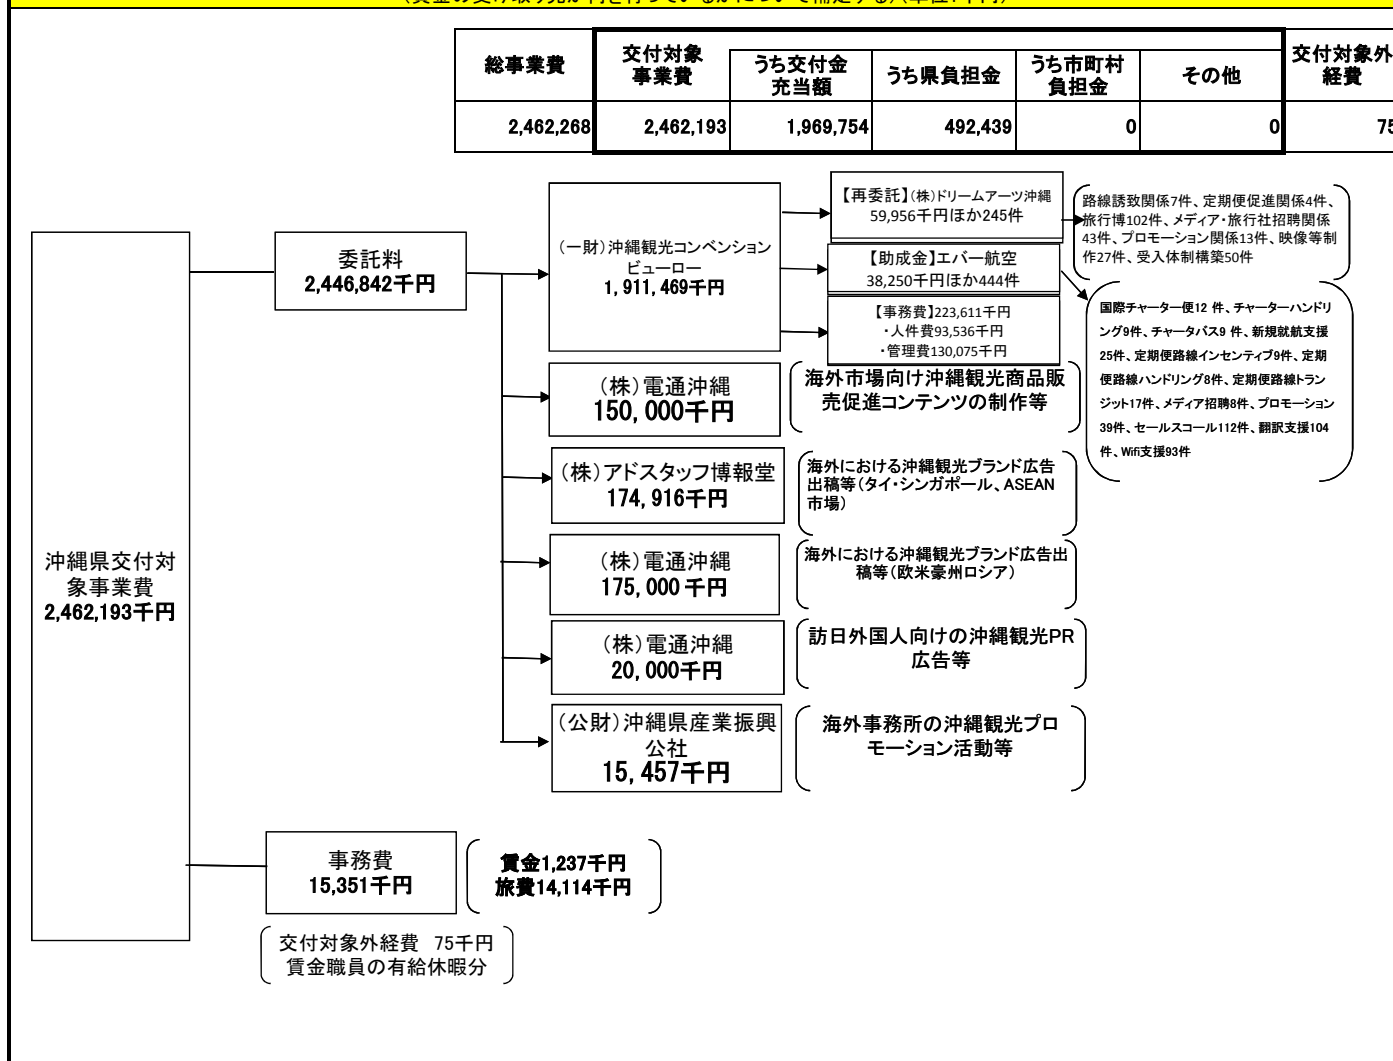 (資金の受け取り先が何を行っているかについて補足する)(単位:千円)
総事業費
交付対象
事業費
うち交付金
充当額
うち県負担金
うち市町村
負担金
その他
交付対象外
経費
2,462,268
2,462,193
1,969,754
492,439
0
0
75
沖縄県交付対
象事業費
2,462,193千円
委託料
2,446,842千円
(一財)沖縄観光コンベンション
ビューロー
1,911,469千円
【再委託】(株)ドリームアーツ沖縄
59,956千円ほか245件
路線誘致関係7件、定期便促進関係4件、
旅行博102件、メディア・旅行社招聘関係
43件、プロモーション関係13件、映像等制
作27件、受入体制構築50件
【助成金】エバー航空
38,250千円ほか444件
国際チャーター便12 件、チャーターハンドリ
ング9件、チャータバス9 件、新規就航支援
25件、定期便路線インセンティブ9件、定期
便路線ハンドリング8件、定期便路線トラン
ジット17件、メディア招聘8件、プロモーション
39件、セールスコール112件、翻訳支援104
件、Wifi支援93件
【事務費】223,611千円
・人件費93,536千円
・管理費130,075千円
(株)電通沖縄
150,000千円
海外市場向け沖縄観光商品販
売促進コンテンツの制作等
(株)アドスタッフ博報堂
174,916千円
海外における沖縄観光ブランド広告
出稿等(タイ・シンガポール、ASEAN
市場)
(株)電通沖縄
175,000千円
海外における沖縄観光ブランド広告出
稿等(欧米豪州ロシア)
(株)電通沖縄
20,000千円
訪日外国人向けの沖縄観光PR
広告等
(公財)沖縄県産業振興
公社
15,457千円
海外事務所の沖縄観光プロ
モーション活動等
事務費
15,351千円
賃金1,237千円
旅費14,114千円
交付対象外経費 75千円
賃金職員の有給休暇分